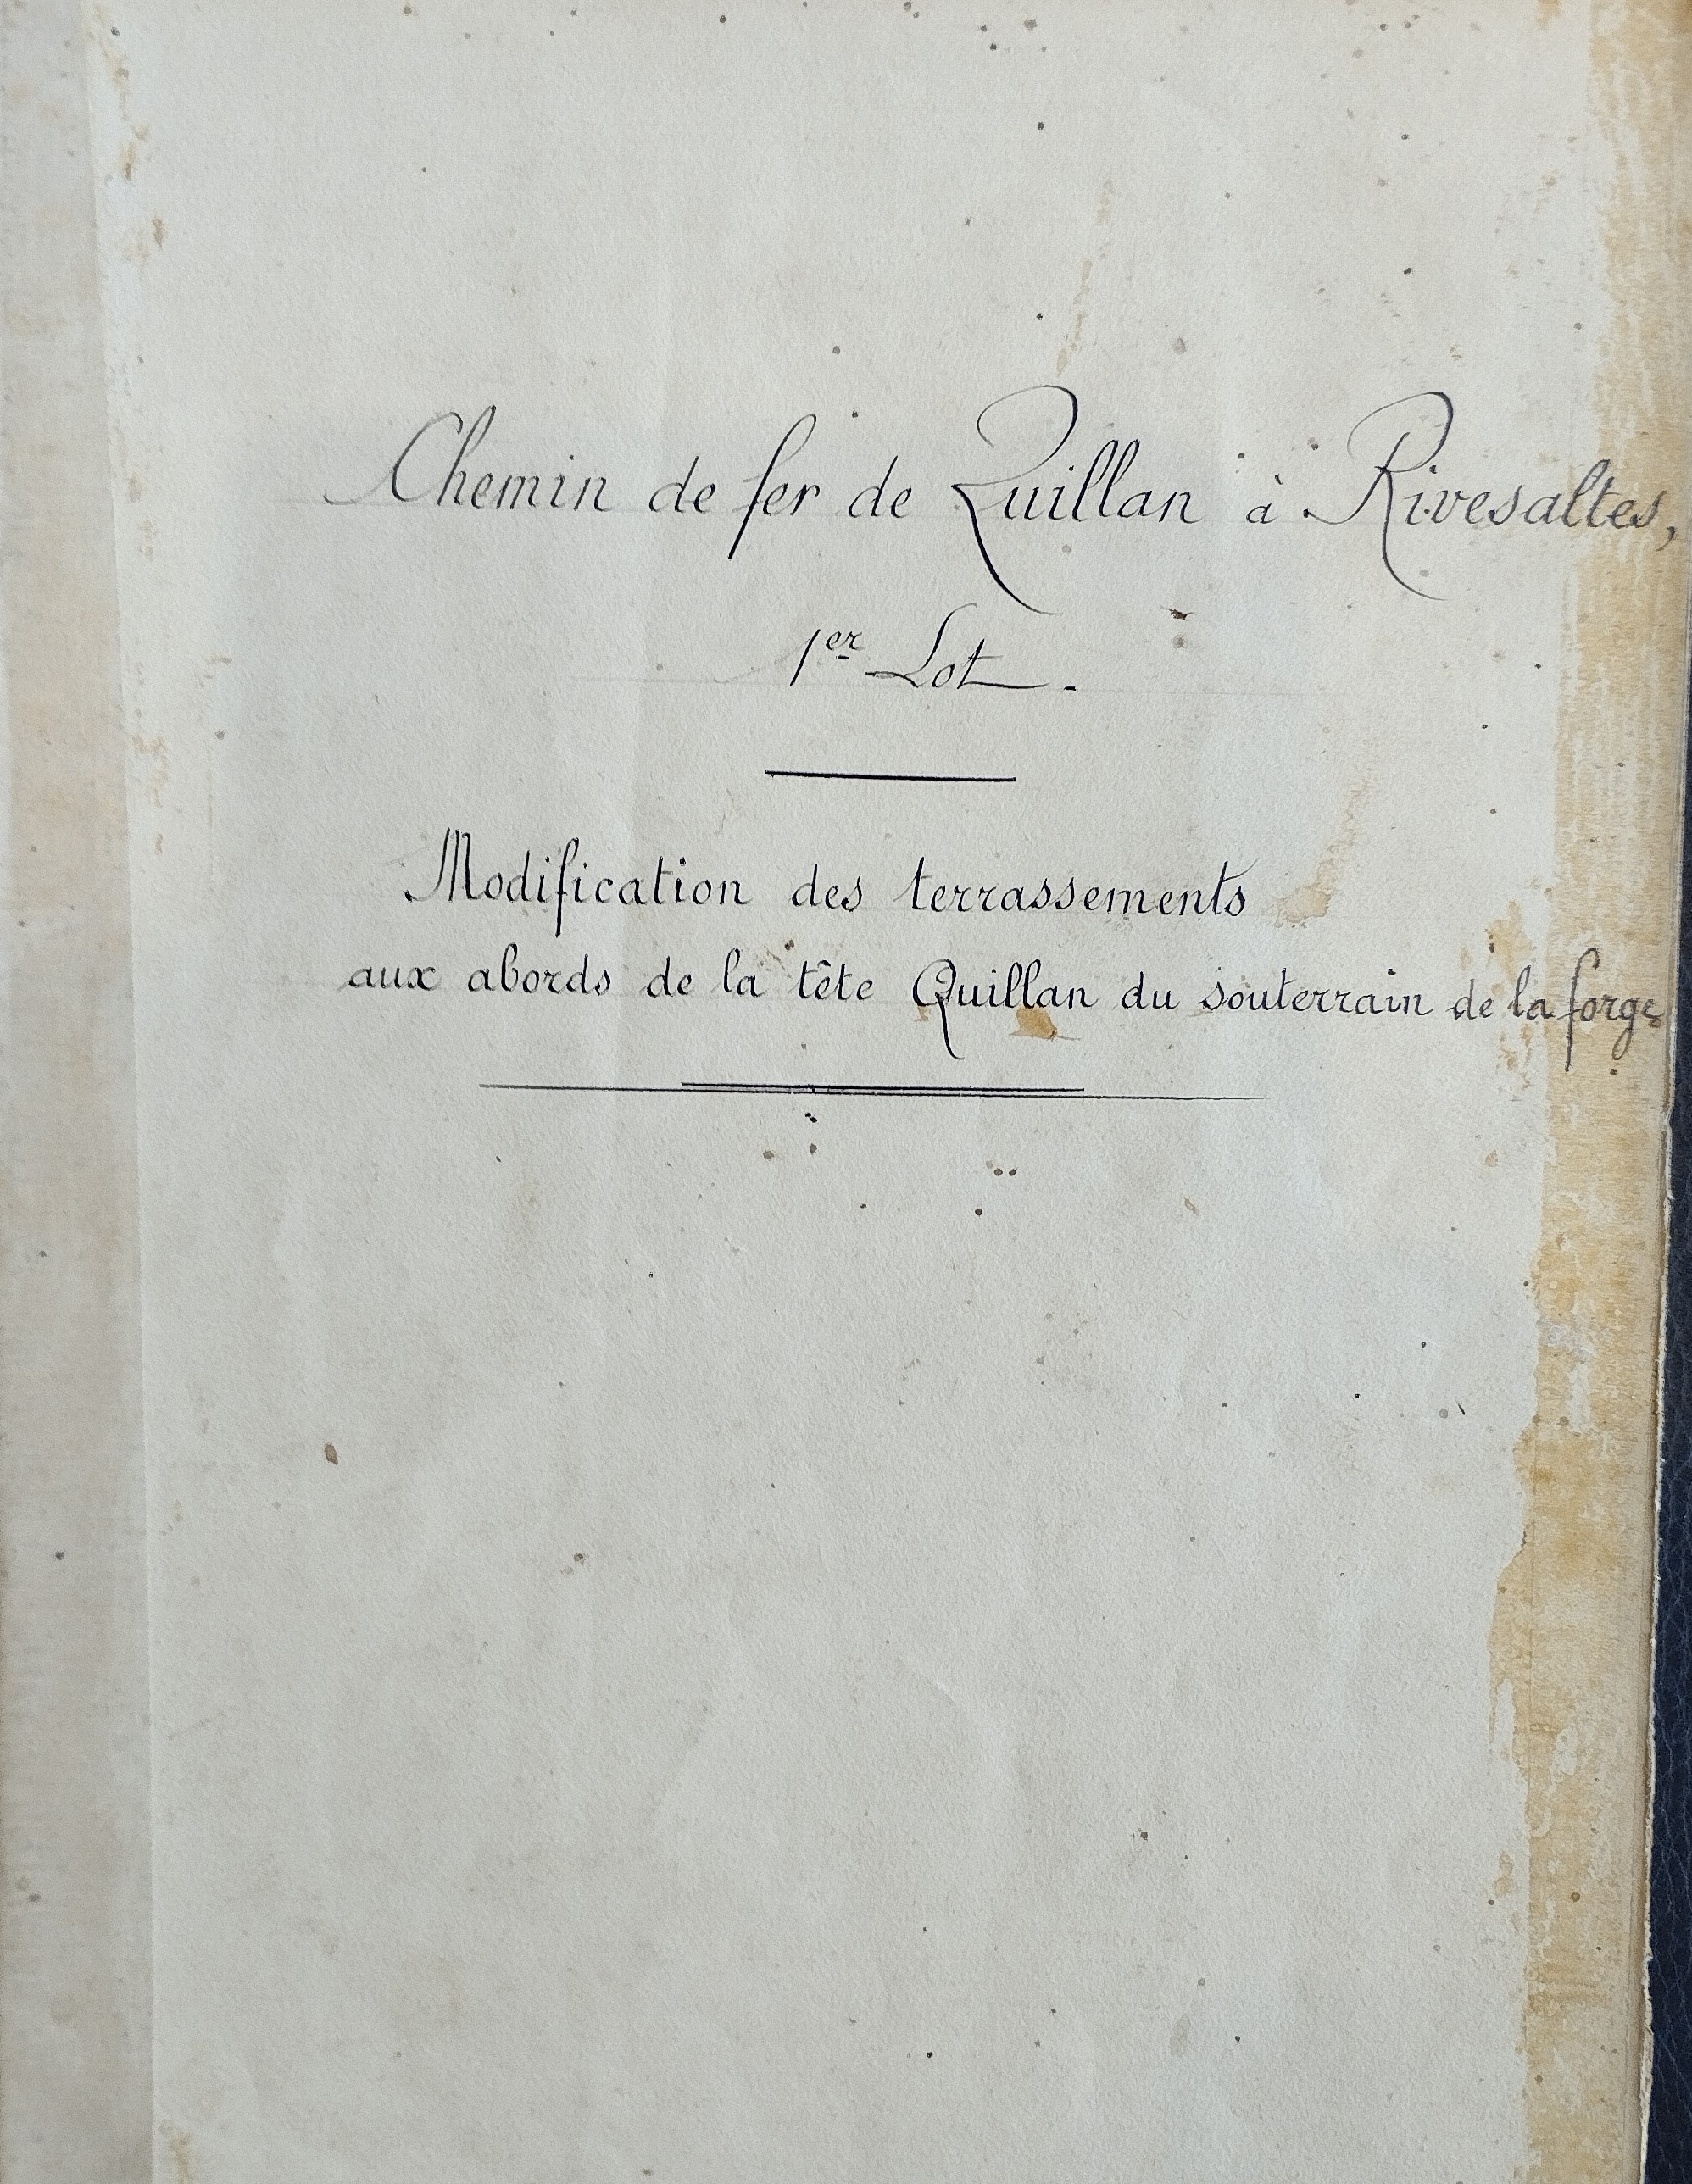 Chemin de fer de Quillan à Rivesaltes,
1er Lot.
Modification des terrassements
aux abords de la tête Quillan du souterrain de la forge